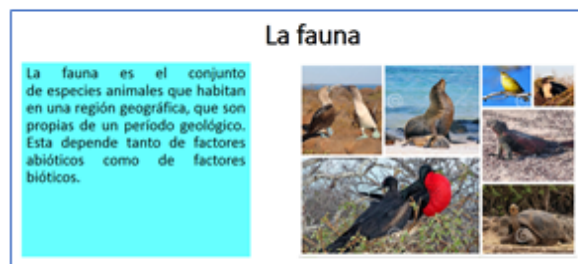 La fauna
La fauna es el conjunto
de especies animales que habitan
en una región geográfica, que son
propias de un período geológico.
Esta depende tanto de factores
abióticos como de factores
bióticos.